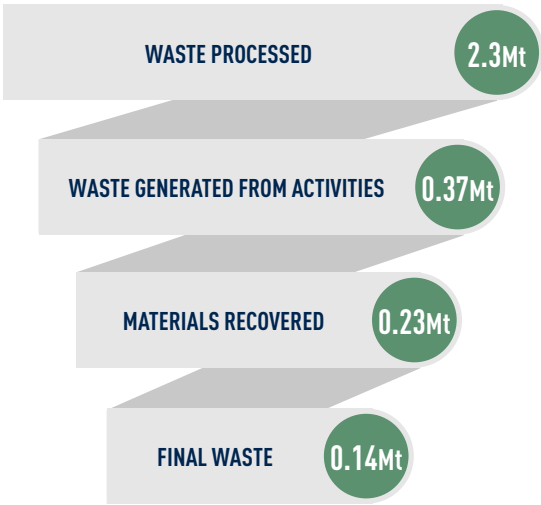 WASTE PROCESSED 2.3Mt
WASTE GENERATED FROM ACTIVITIES 0.37Mt
MATERIALS RECOVERED 0.23Mt
FINAL WASTE 0.14Mt